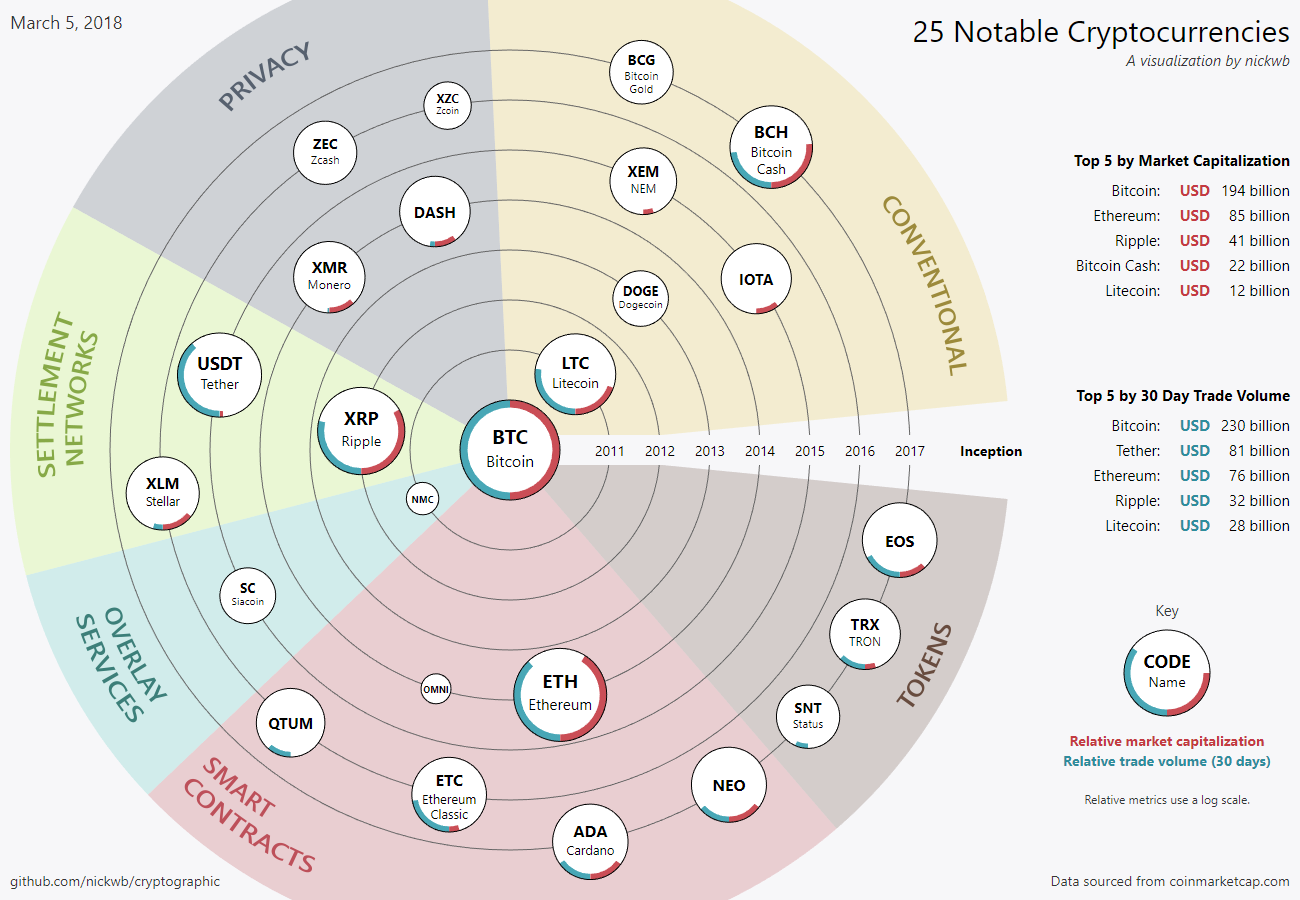 March 5, 2018
25 Notable Cryptocurrencies
A visualization by nickwb
PRIVACY
CONVENTIONAL
SETTLEMENT
NETWORKS
OVERLAY
SERVICES
SMART
CONTRACTS
TOKENS
BCG
Bitcoin
Gold
XZC
Zcoin
BCH
Bitcoin
Cash
ZEC
Zcash
XEM
NEM
DASH
XMR
Monero
IOTA
DOGE
Dogecoin
USDT
Tether
LTC
Litecoin
XRP
Ripple
BTC
Bitcoin
2011 2012 2013 2014 2015 2016 2017 Inception
XLM
Stellar
NMC
EOS
SC
Siacoin
TRX
TRON
OMNI
ETH
Ethereum
QTUM
SNT
Status
ETC
Ethereum
Classic
NEO
ADA
Cardano
Top 5 by Market Capitalization
Bitcoin: USD 194 billion
Ethereum: USD 85 billion
Ripple: USD 41 billion
Bitcoin Cash: USD 22 billion
Litecoin: USD 12 billion
Top 5 by 30 Day Trade Volume
Bitcoin: USD 230 billion
Tether: USD 81 billion
Ethereum: USD 76 billion
Ripple: USD 32 billion
Litecoin: USD 28 billion
Key
CODE
Name
Relative market capitalization
Relative trade volume (30 days)
Relative metrics use a log scale.
github.com/nickwb/cryptographic
Data sourced from coinmarketcap.com